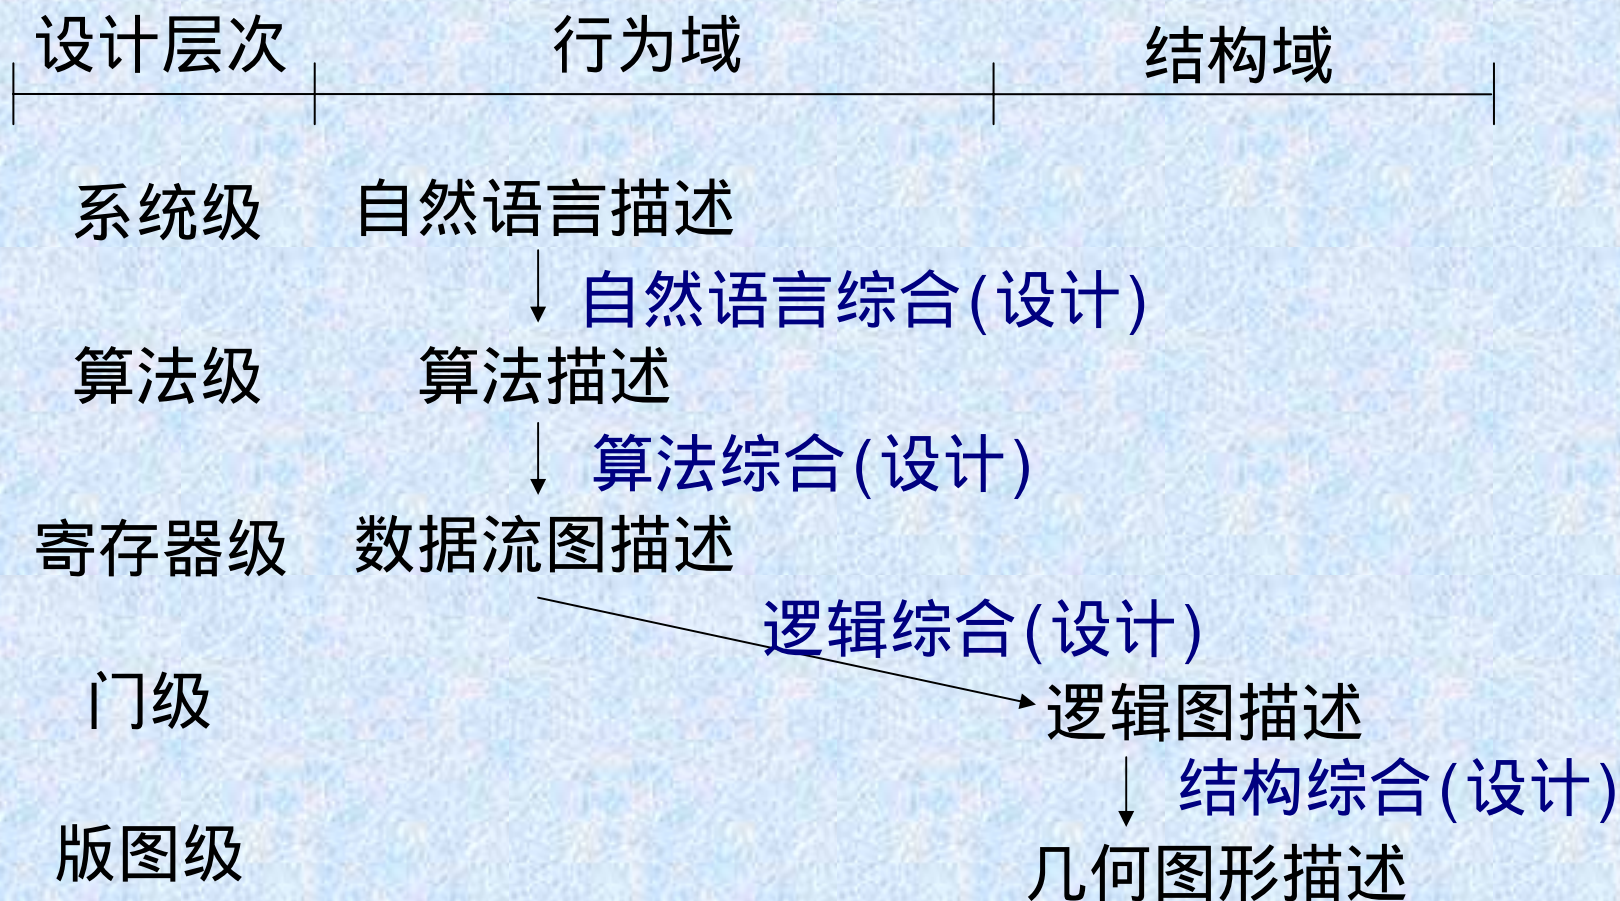 设计层次 行为域 结构域
系统级 自然语言描述
自然语言综合(设计)
算法级 算法描述
算法综合(设计)
寄存器级 数据流图描述
逻辑综合(设计)
门级 逻辑图描述
结构综合(设计)
版图级 几何图形描述